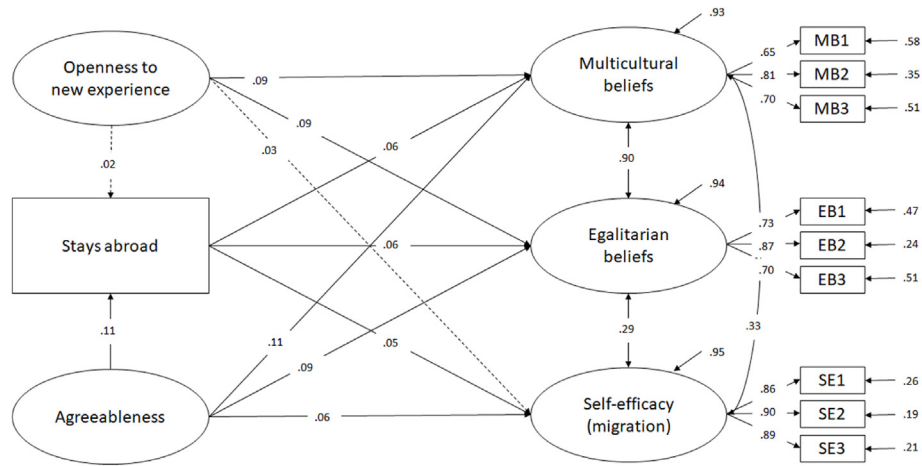 .93
Openness to
new experience
Multicultural
beliefs
.65
.81
.70
MB1
MB2
MB3
.58
.35
.51
.09
.09
.03
.06
.02
.90
.94
Stays abroad
.06
Egalitarian
beliefs
.73
.87
.70
EB1
EB2
EB3
.47
.24
.51
.11
.11
.05
.09
.29
.33
.95
Agreeableness
.06
Self-efficacy
(migration)
.86
.90
.89
SE1
SE2
SE3
.26
.19
.21